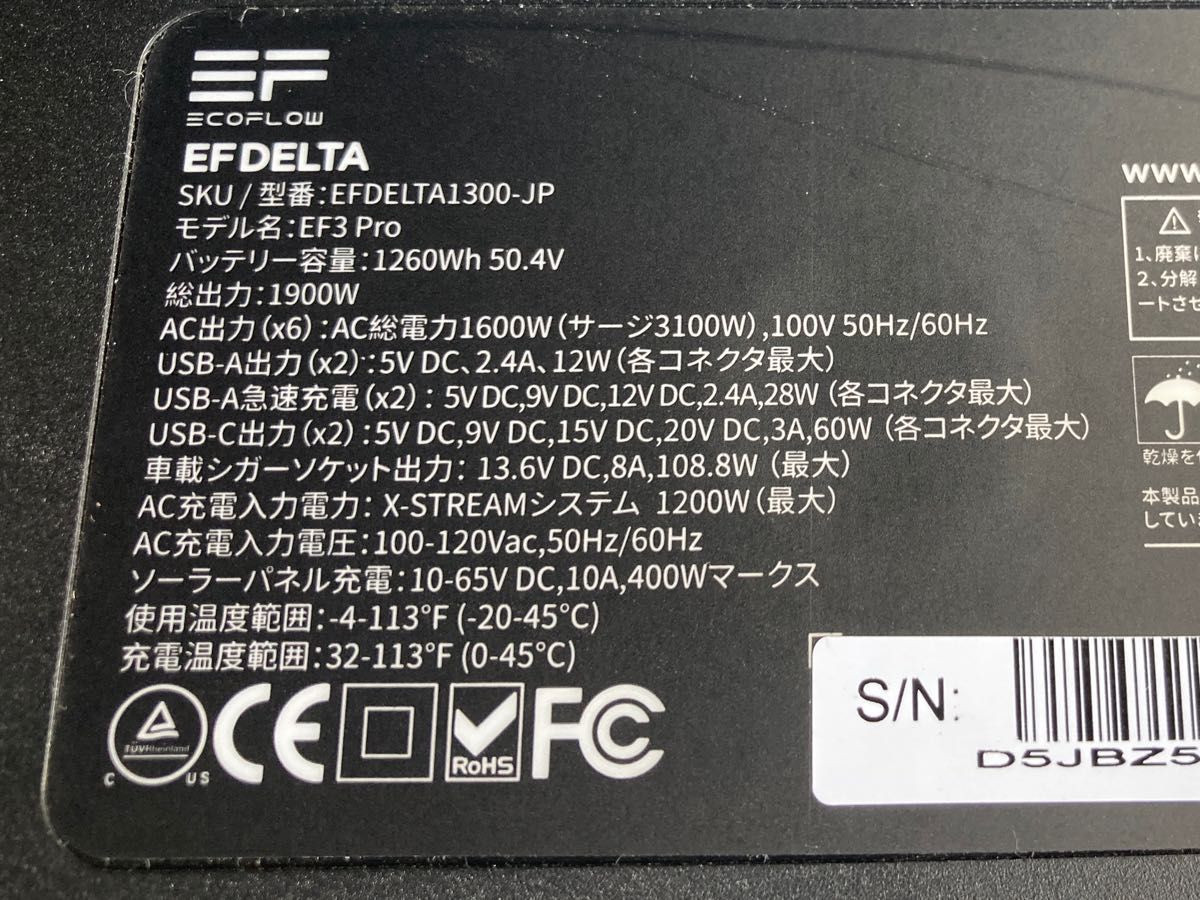 EF
ECOFLOW
EFDELTA
SKU / 型番:EFDELTA1300-JP
モデル名:EF3 Pro
バッテリー容量:1260Wh 50.4V
総出力:1900W
AC出力(x6):AC総電力1600W(サージ3100W),100V 50Hz/60Hz
USB-A出力(x2):5V DC、2.4A、12W(各コネクタ最大)
USB-A急速充電(x2): 5V DC,9V DC,12V DC,2.4A,28W (各コネクタ最大)
USB-C出力(x2):5V DC,9V DC,15V DC,20V DC,3A,60W (各コネクタ最大)
車載シガーソケット出力: 13.6V DC,8A,108.8W (最大)
AC充電入力電力: X-STREAMシステム 1200W(最大)
AC充電入力電圧:100-120Vac,50Hz/60Hz
ソーラーパネル充電:10-65V DC,10A,400Wマークス
使用温度範囲:-4-113°F (-20-45°C)
充電温度範囲:32-113°F (0-45°C)
TÜVRheinland
C US
CE
RoHS
FC
www.
1、廃棄
2、分解
ートさせ
乾燥を
本製品
していま
S/N:
D5JBZ5